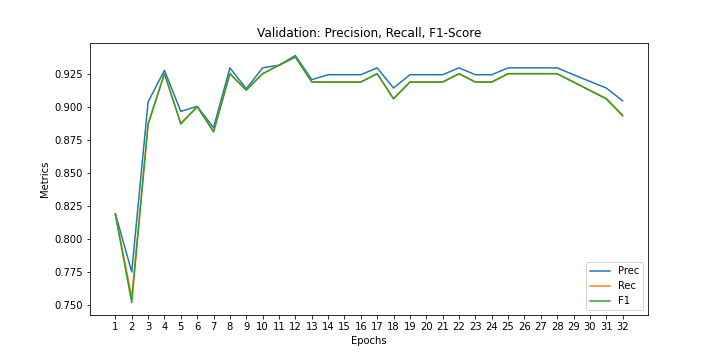 Validation: Precision, Recall, F1-Score
0.925
0.900
0.875
0.850
0.825
0.800
0.775
0.750
Metrics
Prec
Rec
F1
1 2 3 4 5 6 7 8 9 10 11 12 13 14 15 16 17 18 19 20 21 22 23 24 25 26 27 28 29 30 31 32
Epochs